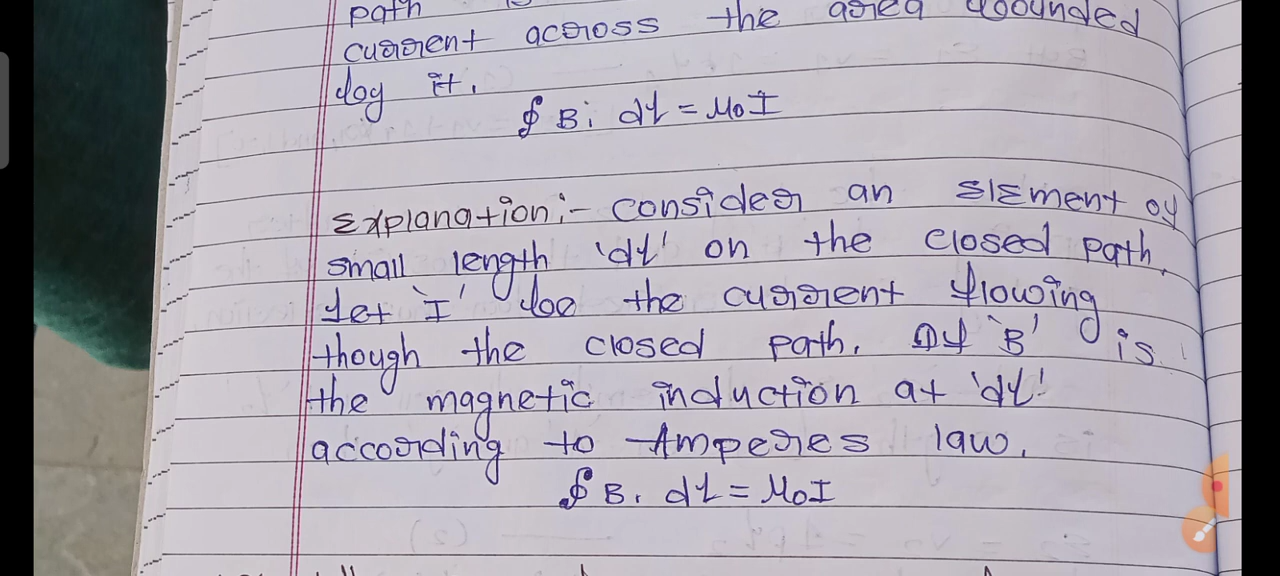 path
current across the area bounded
by it.
∮ B. dl = μ₀I
Explanation:- consider an element of
small length 'dl' on the closed path.
Let 'I' be the current flowing
though the closed path. If 'B' is
the magnetic induction at 'dl'
according to Amperes law.
∮ B. dl = μ₀I